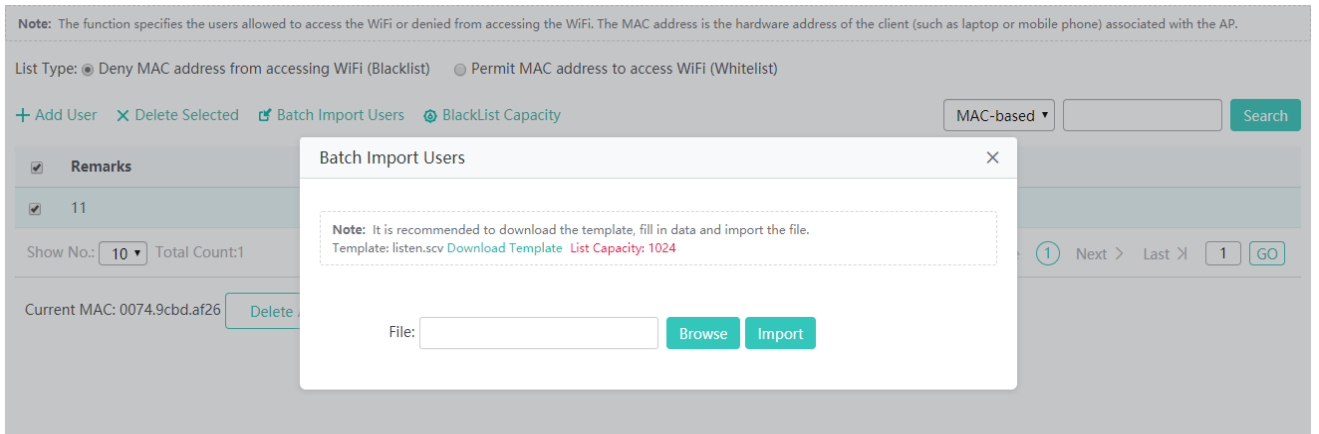 Note: The function specifies the users allowed to access the WiFi or denied from accessing the WiFi. The MAC address is the hardware address of the client (such as laptop or mobile phone) associated with the AP.
List Type: Deny MAC address from accessing WiFi (Blacklist) Permit MAC address to access WiFi (Whitelist)
Add User Delete Selected Batch Import Users BlackList Capacity MAC-based Search
Batch Import Users
Remarks
11
Note: It is recommended to download the template, fill in data and import the file.
Template: listen.scv Download Template List Capacity: 1024
Show No.: 10 Total Count:1 1 Next Last 1 GO
Current MAC: 0074.9cbd.af26 Delete
File: Browse Import